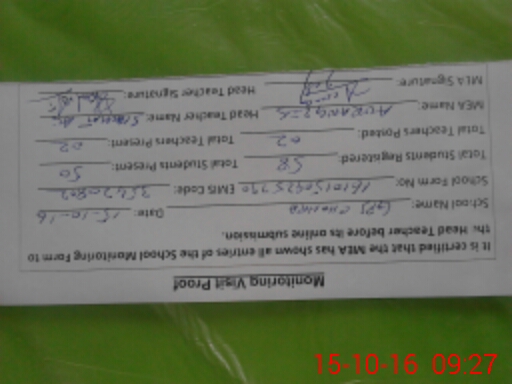 Monitoring Visit Proof
It is certified that the MEA has shown all entries of the School Monitoring Form to
the Head Teacher before its online submission.
School Name: GPS Date: 15-10-16
School Form No: EMIS Code:
Total Students Registered: 58 Total Students Present: 50
Total Teachers Posted: 02 Total Teachers Present: 02
MEA Name: Head Teacher Name:
MEA Signature: Head Teacher Signature:
15-10-16 09:27